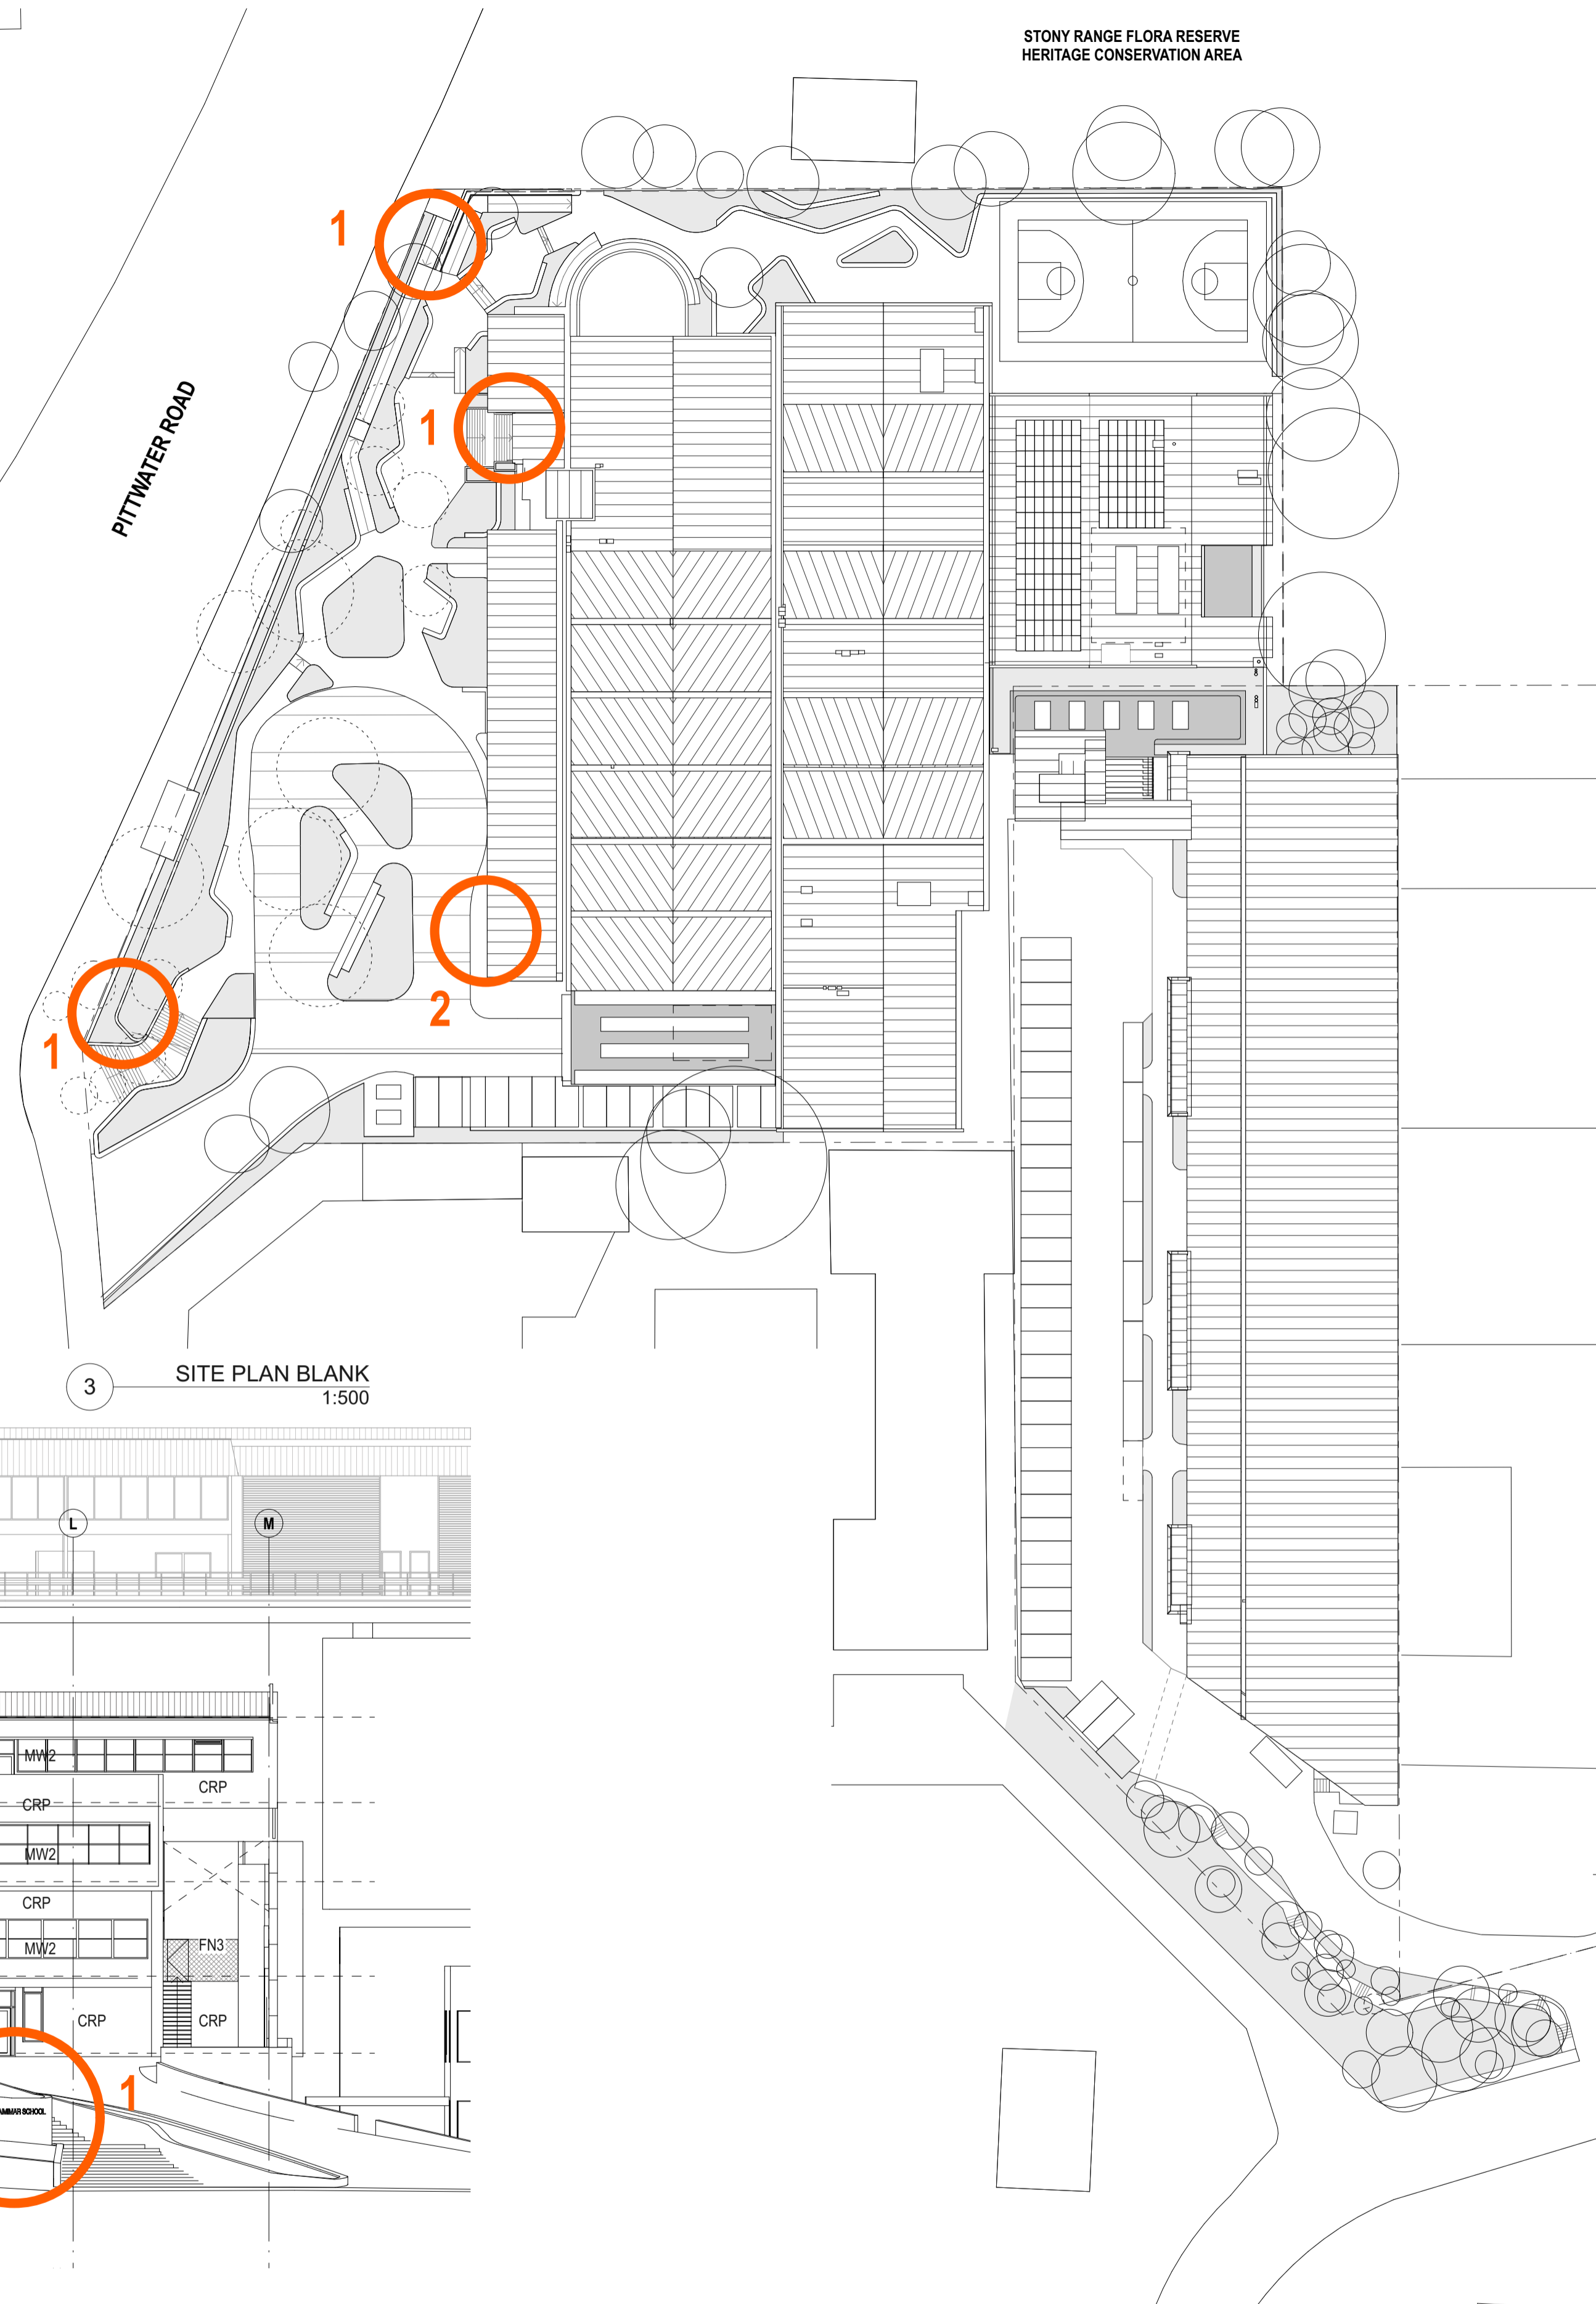 STONY RANGE FLORA RESERVE
HERITAGE CONSERVATION AREA
1
1
PITTWATER ROAD
2
1
3
SITE PLAN BLANK
1:500
L
M
MW2
CRP
CRP
MW2
CRP
MW2
FN3
CRP
CRP
1
SCHOOL